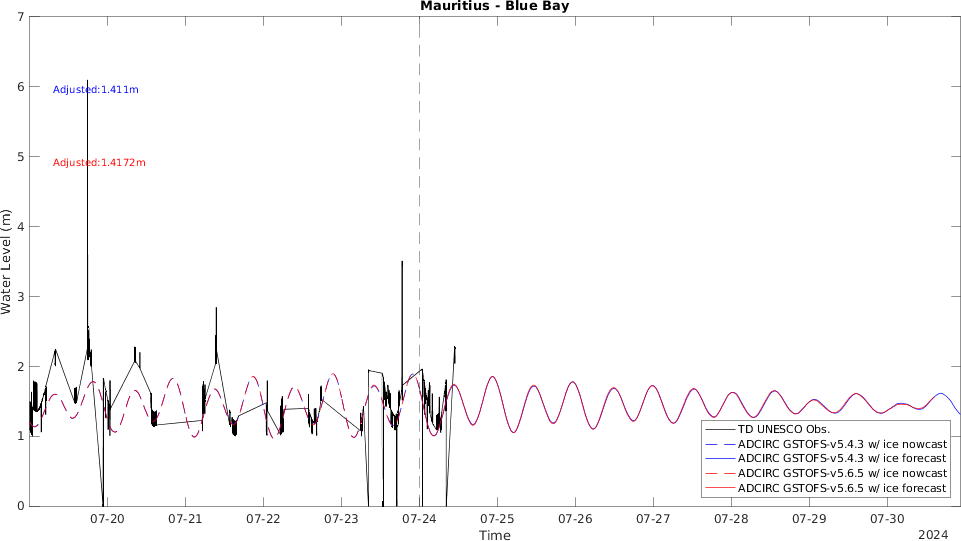 Mauritius - Blue Bay
7
6
5
4
3
2
1
0
Water Level (m)
Adjusted:1.411m
Adjusted:1.4172m
TD UNESCO Obs.
ADCIRC GSTOFS-v5.4.3 w/ ice nowcast
ADCIRC GSTOFS-v5.4.3 w/ ice forecast
ADCIRC GSTOFS-v5.6.5 w/ ice nowcast
ADCIRC GSTOFS-v5.6.5 w/ ice forecast
07-20 07-21 07-22 07-23 07-24 07-25 07-26 07-27 07-28 07-29 07-30
Time
2024